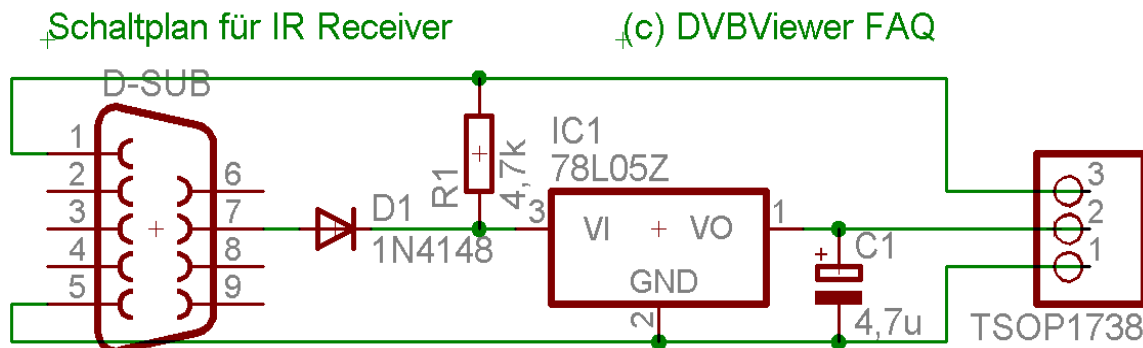 Schaltplan für IR Receiver (c) DVBViewer FAQ
D-SUB
1
2
3
4
5
6
7
8
9
D1
1N4148
R1
4,7k
IC1
78L05Z
3
VI
VO
1
GND
2
C1
+
4,7u
3
2
1
TSOP1738